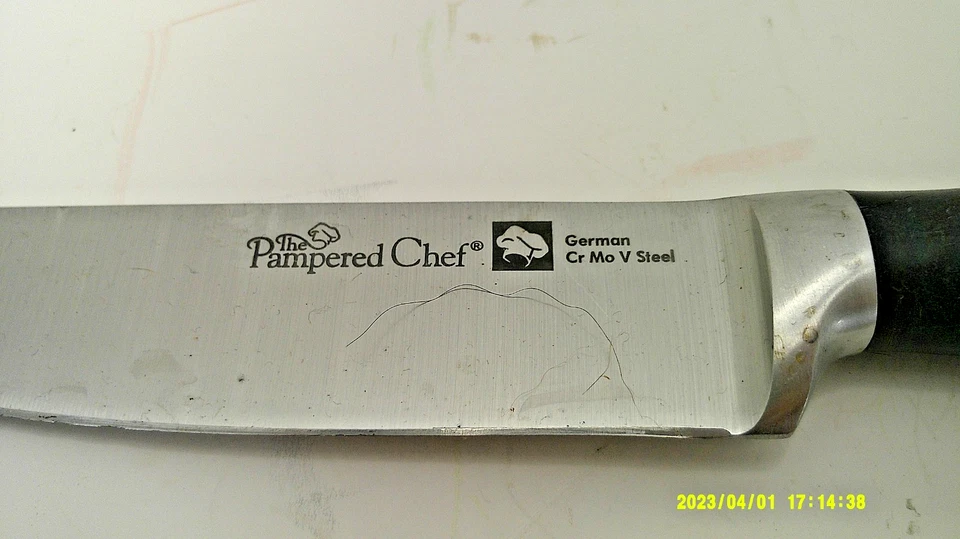 The
Pampered Chef®
German
Cr Mo V Steel
2023/04/01 17:14:38